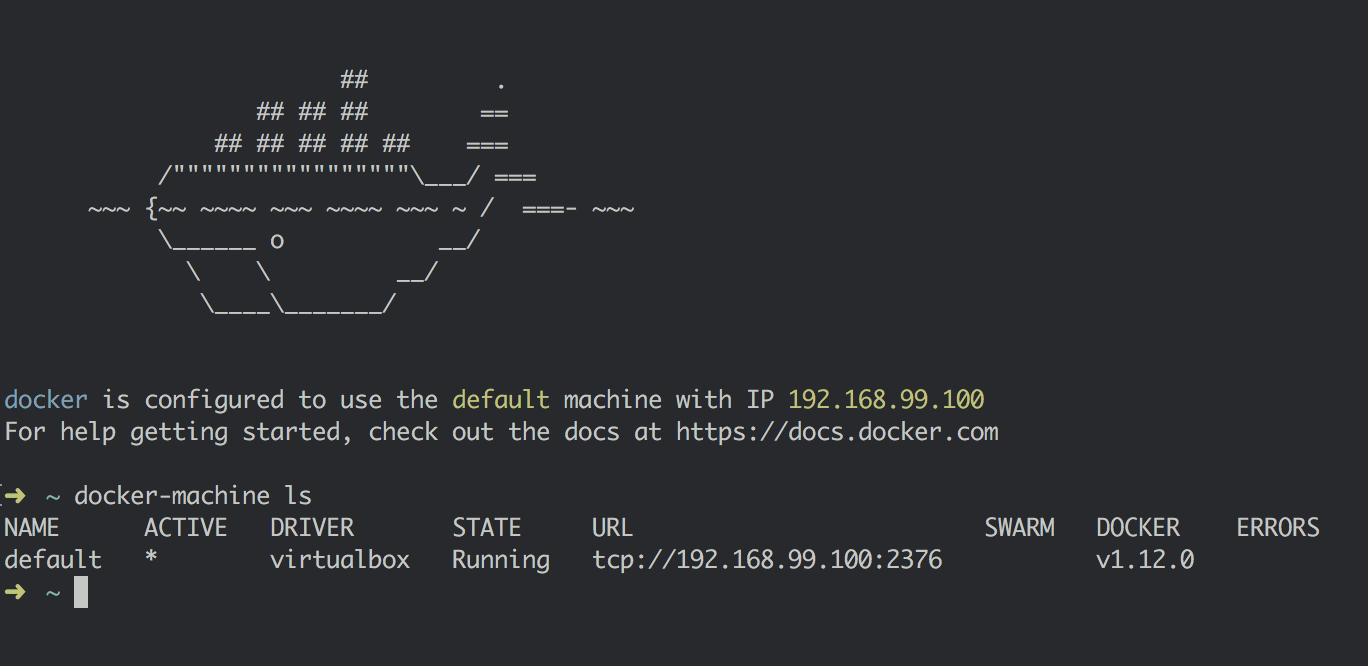 ##         .
                  ## ## ##        ==
               ## ## ## ## ##    ===
           /"""""""""""""""""\___/ ===
      ~~~ {~~ ~~~~ ~~~ ~~~~ ~~~ ~ /  ===- ~~~
           \______ o           __/
             \    \         __/
              \____\_______/
docker is configured to use the default machine with IP 192.168.99.100
For help getting started, check out the docs at https://docs.docker.com
➜ ~ docker-machine ls
NAME      ACTIVE   DRIVER       STATE     URL                         SWARM   DOCKER    ERRORS
default   *        virtualbox   Running   tcp://192.168.99.100:2376           v1.12.0
➜ ~